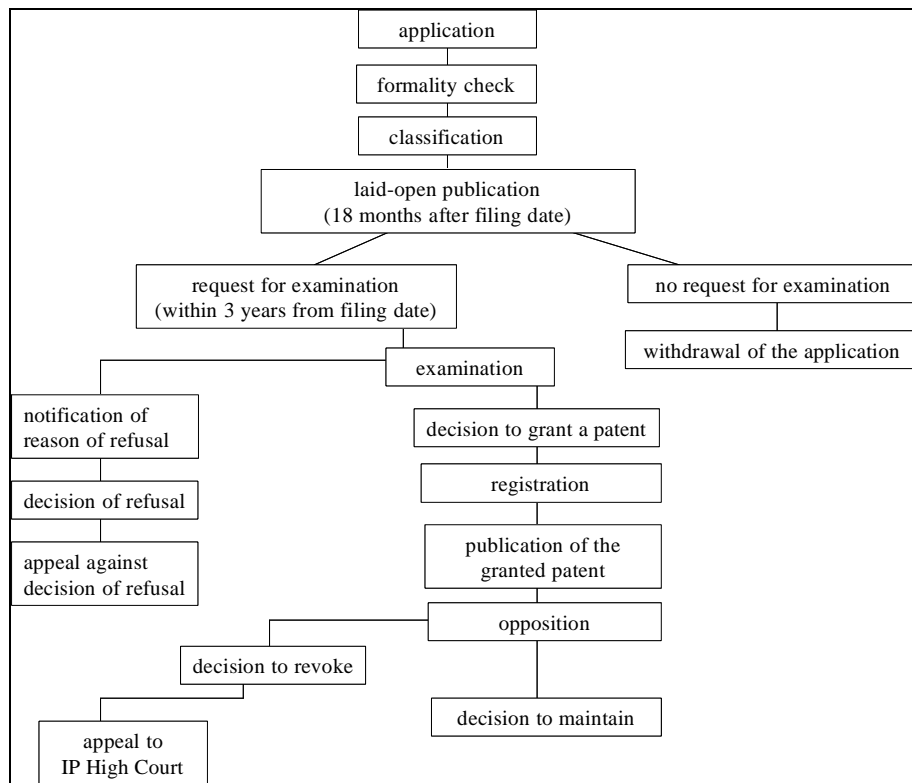 application
formality check
classification
laid-open publication
(18 months after filing date)
request for examination
(within 3 years from filing date)
no request for examination
withdrawal of the application
examination
notification of
reason of refusal
decision to grant a patent
decision of refusal
registration
appeal against
decision of refusal
publication of the
granted patent
opposition
decision to revoke
decision to maintain
appeal to
IP High Court